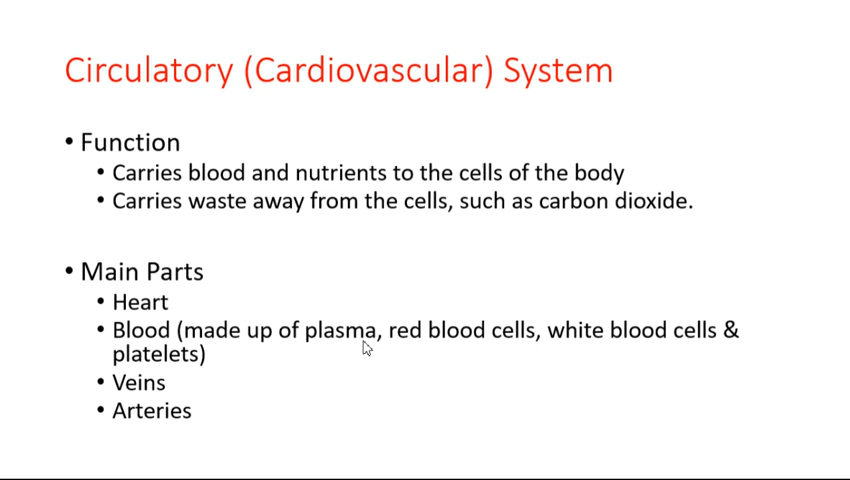 Circulatory (Cardiovascular) System
• Function
• Carries blood and nutrients to the cells of the body
• Carries waste away from the cells, such as carbon dioxide.
• Main Parts
• Heart
• Blood (made up of plasma, red blood cells, white blood cells &
platelets)
• Veins
• Arteries